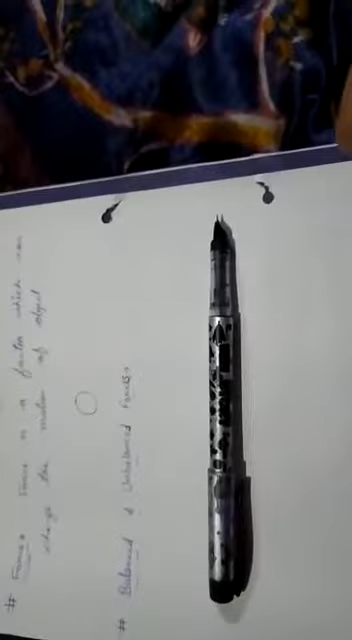 # Force :- Force is a factor which can
change the motion of object
# Balanced & Unbalanced Forces